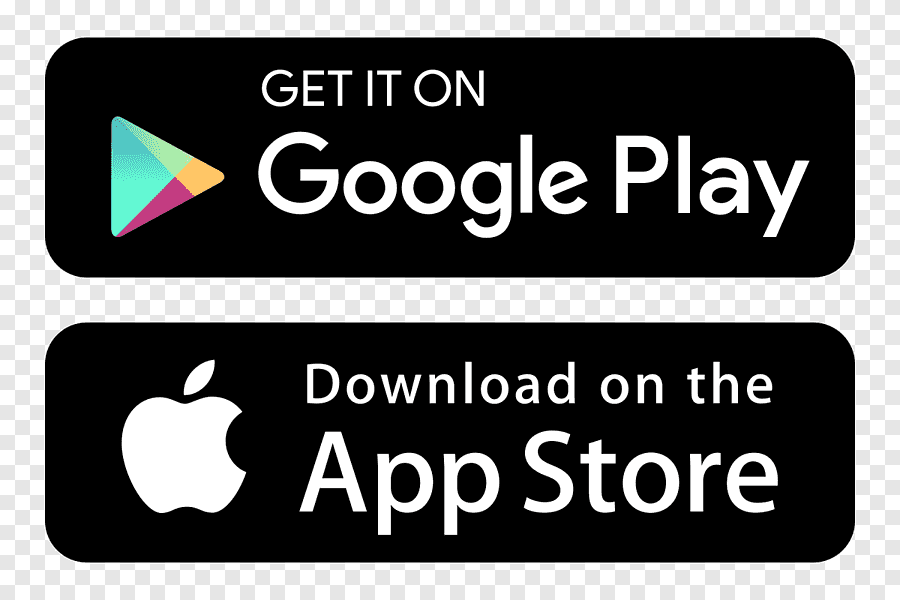 GET IT ON
Google Play
Download on the
App Store